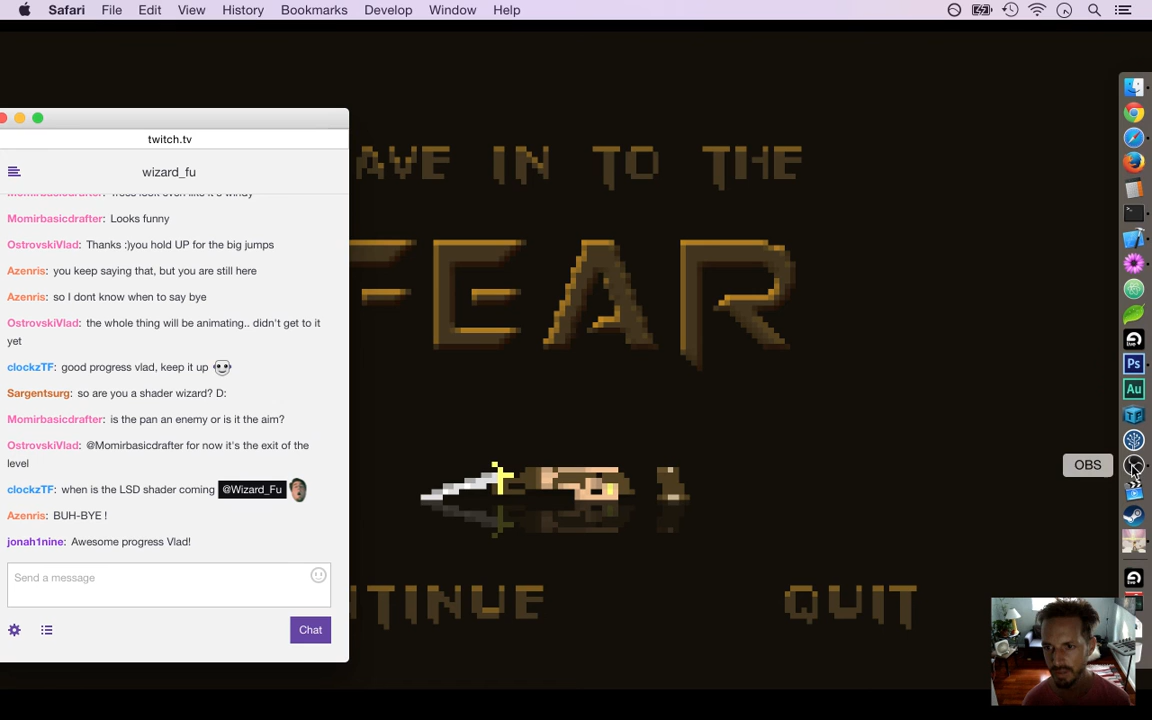 Safari File Edit View History Bookmarks Develop Window Help
twitch.tv
wizard_fu
Momirbasicdrafter: Looks funny
OstrovskiVlad: Thanks :)you hold UP for the big jumps
Azenris: you keep saying that, but you are still here
Azenris: so I dont know when to say bye
OstrovskiVlad: the whole thing will be animating.. didn't get to it
yet
clockzTF: good progress vlad, keep it up
Sargentsurg: so are you a shader wizard? D:
Momirbasicdrafter: is the pan an enemy or is it the aim?
OstrovskiVlad: @Momirbasicdrafter for now it's the exit of the
level
clockzTF: when is the LSD shader coming @Wizard_Fu
Azenris: BUH-BYE !
jonah1nine: Awesome progress Vlad!
Send a message
Chat
AVE IN TO THE
FEAR
NTINUE QUIT
OBS
Ps
Au